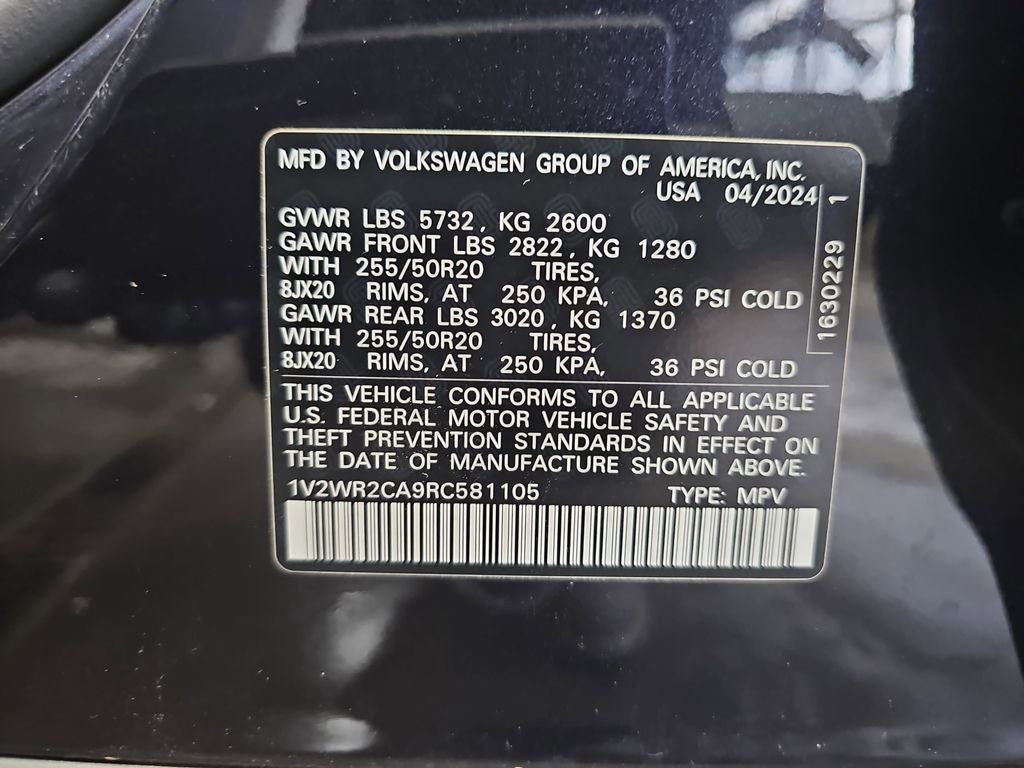 MFD BY VOLKSWAGEN GROUP OF AMERICA, INC.
USA 04/2024
GVWR LBS 5732, KG 2600
GAWR FRONT LBS 2822, KG 1280
WITH 255/50R20 TIRES,
8JX20 RIMS, AT 250 KPA, 36 PSI COLD
GAWR REAR LBS 3020, KG 1370
WITH 255/50R20 TIRES,
8JX20 RIMS, AT 250 KPA, 36 PSI COLD
THIS VEHICLE CONFORMS TO ALL APPLICABLE
U.S. FEDERAL MOTOR VEHICLE SAFETY AND
THEFT PREVENTION STANDARDS IN EFFECT ON
THE DATE OF MANUFACTURE SHOWN ABOVE.
1V2WR2CA9RC581105 TYPE: MPV
1630229 1